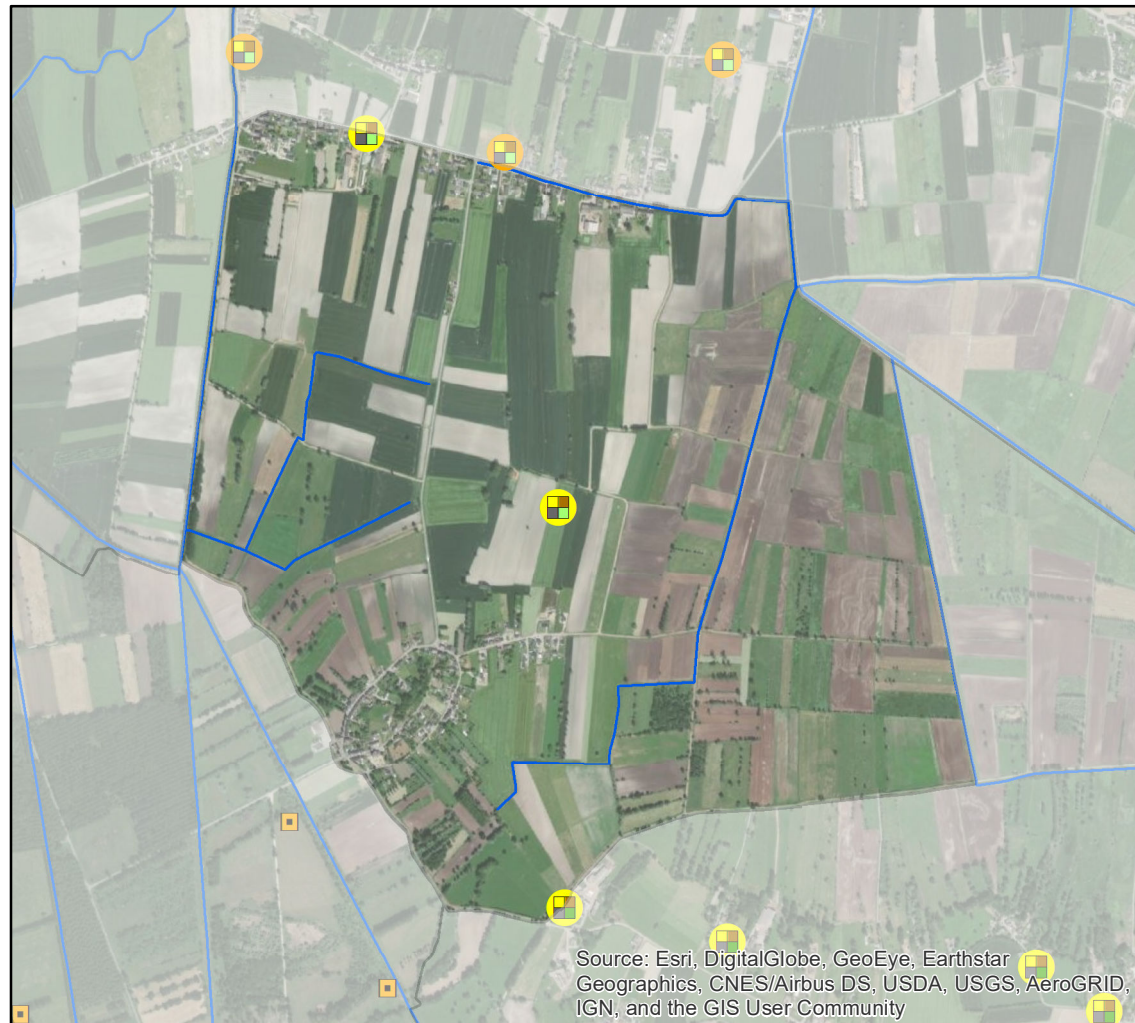 Source: Esri, DigitalGlobe, GeoEye, Earthstar
Geographics, CNES/Airbus DS, USDA, USGS, AeroGRID,
IGN, and the GIS User Community